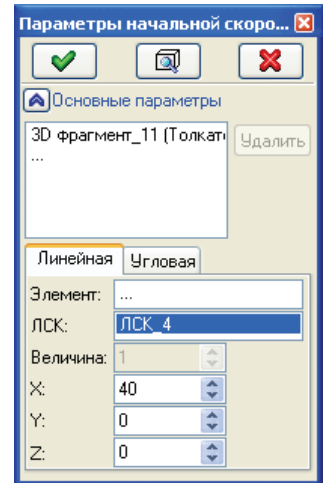 Параметры начальной скоро...
Основные параметры
3D фрагмент_11 (Толкат
...
Удалить
Линейная Угловая
Элемент: ...
ЛСК: ЛСК_4
Величина: 1
X: 40
Y: 0
Z: 0